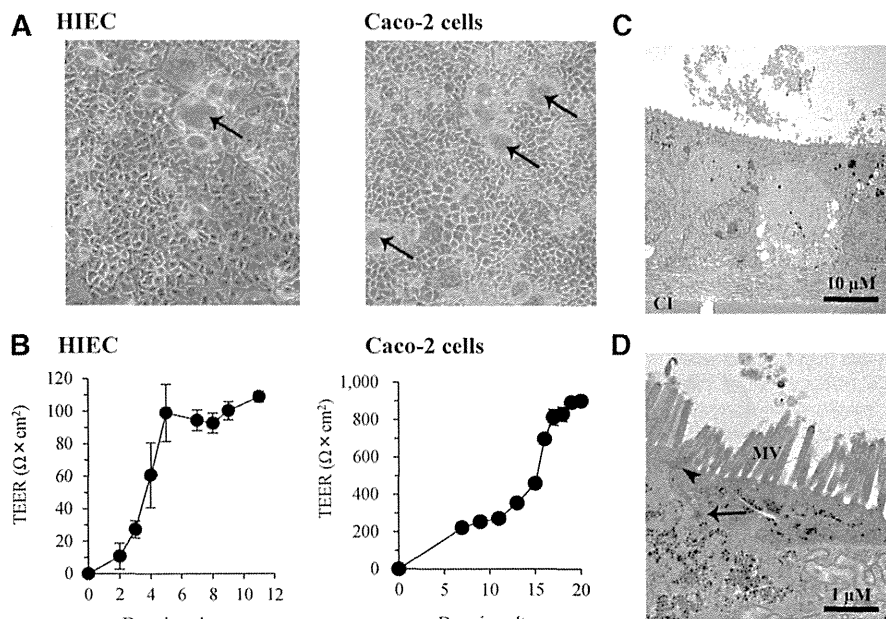 A
HIEC
Caco-2 cells
C
10 µM
CI
B
HIEC
TEER (Ω × cm²)
120
100
80
60
40
20
0
0 2 4 6 8 10 12
Caco-2 cells
TEER (Ω × cm²)
1,000
800
600
400
200
0
0 5 10 15 20
D
MV
1 µM